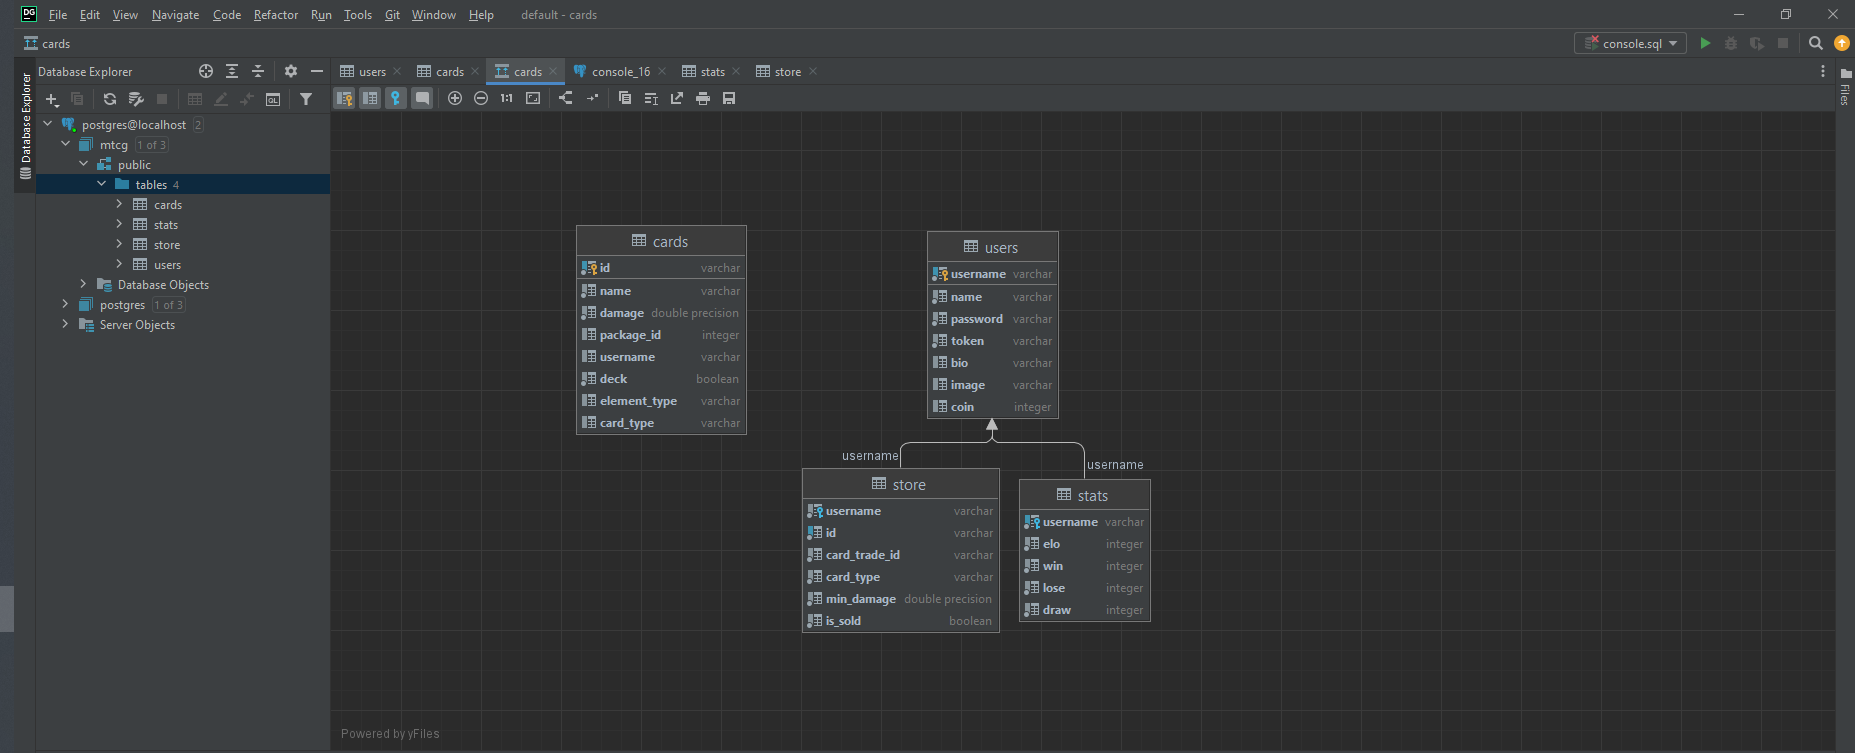 DG File Edit View Navigate Code Refactor Run Tools Git Window Help default - cards
cards
console.sql
Database Explorer
Database Explorer
users cards cards console_16 stats store
1:1
QL
Files
postgres@localhost 2
mtcg 1 of 3
public
tables 4
cards
stats
store
users
Database Objects
postgres 1 of 3
Server Objects
cards
id varchar
name varchar
damage double precision
package_id integer
username varchar
deck boolean
element_type varchar
card_type varchar
users
username varchar
name varchar
password varchar
token varchar
bio varchar
image varchar
coin integer
username
username
store
username varchar
id varchar
card_trade_id varchar
card_type varchar
min_damage double precision
is_sold boolean
stats
username varchar
elo integer
win integer
lose integer
draw integer
Powered by yFiles